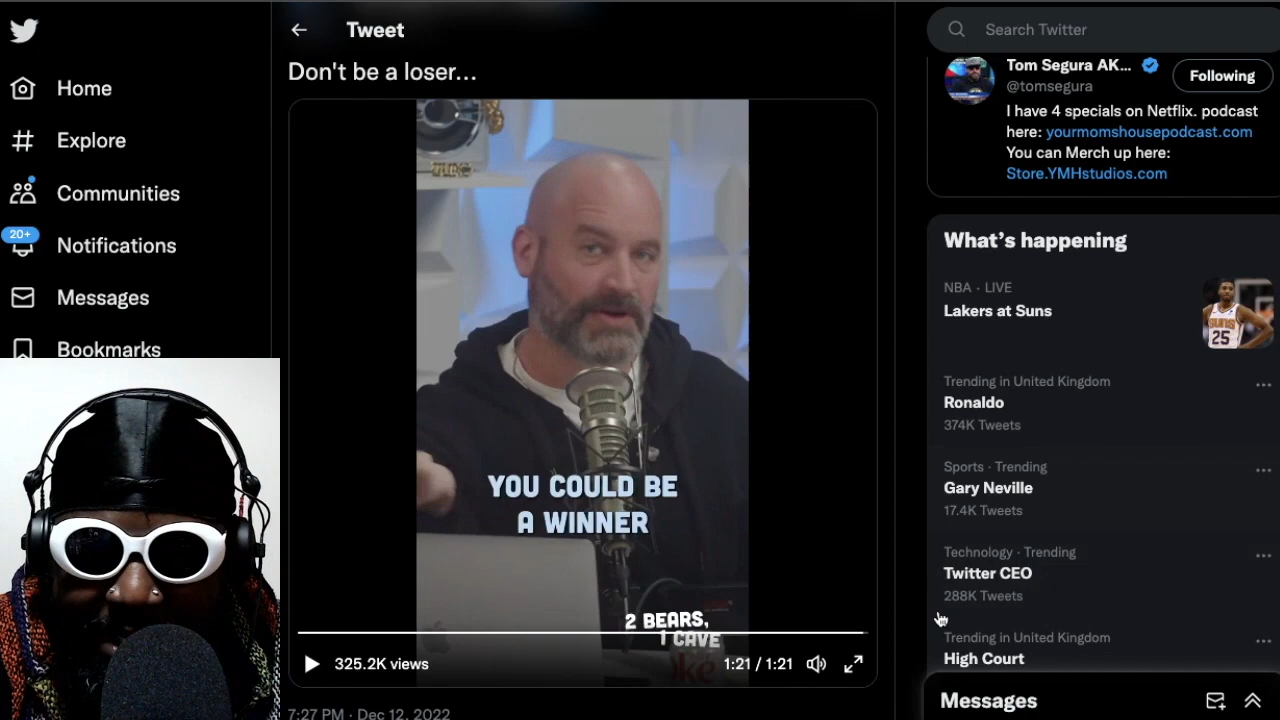 Tweet
Don't be a loser...
Home
Explore
Communities
20+
Notifications
Messages
Bookmarks
YOU COULD BE
A WINNER
2 BEARS,
1 CAVE
325.2K views
1:21 / 1:21
7:27 PM · Dec 12, 2022
Search Twitter
Tom Segura AK...
Following
@tomsegura
I have 4 specials on Netflix. podcast
here: yourmomshousepodcast.com
You can Merch up here:
Store.YMHstudios.com
What's happening
NBA · LIVE
Lakers at Suns
SUNS
25
Trending in United Kingdom
Ronaldo
374K Tweets
Sports · Trending
Gary Neville
17.4K Tweets
Technology · Trending
Twitter CEO
288K Tweets
Trending in United Kingdom
High Court
Messages